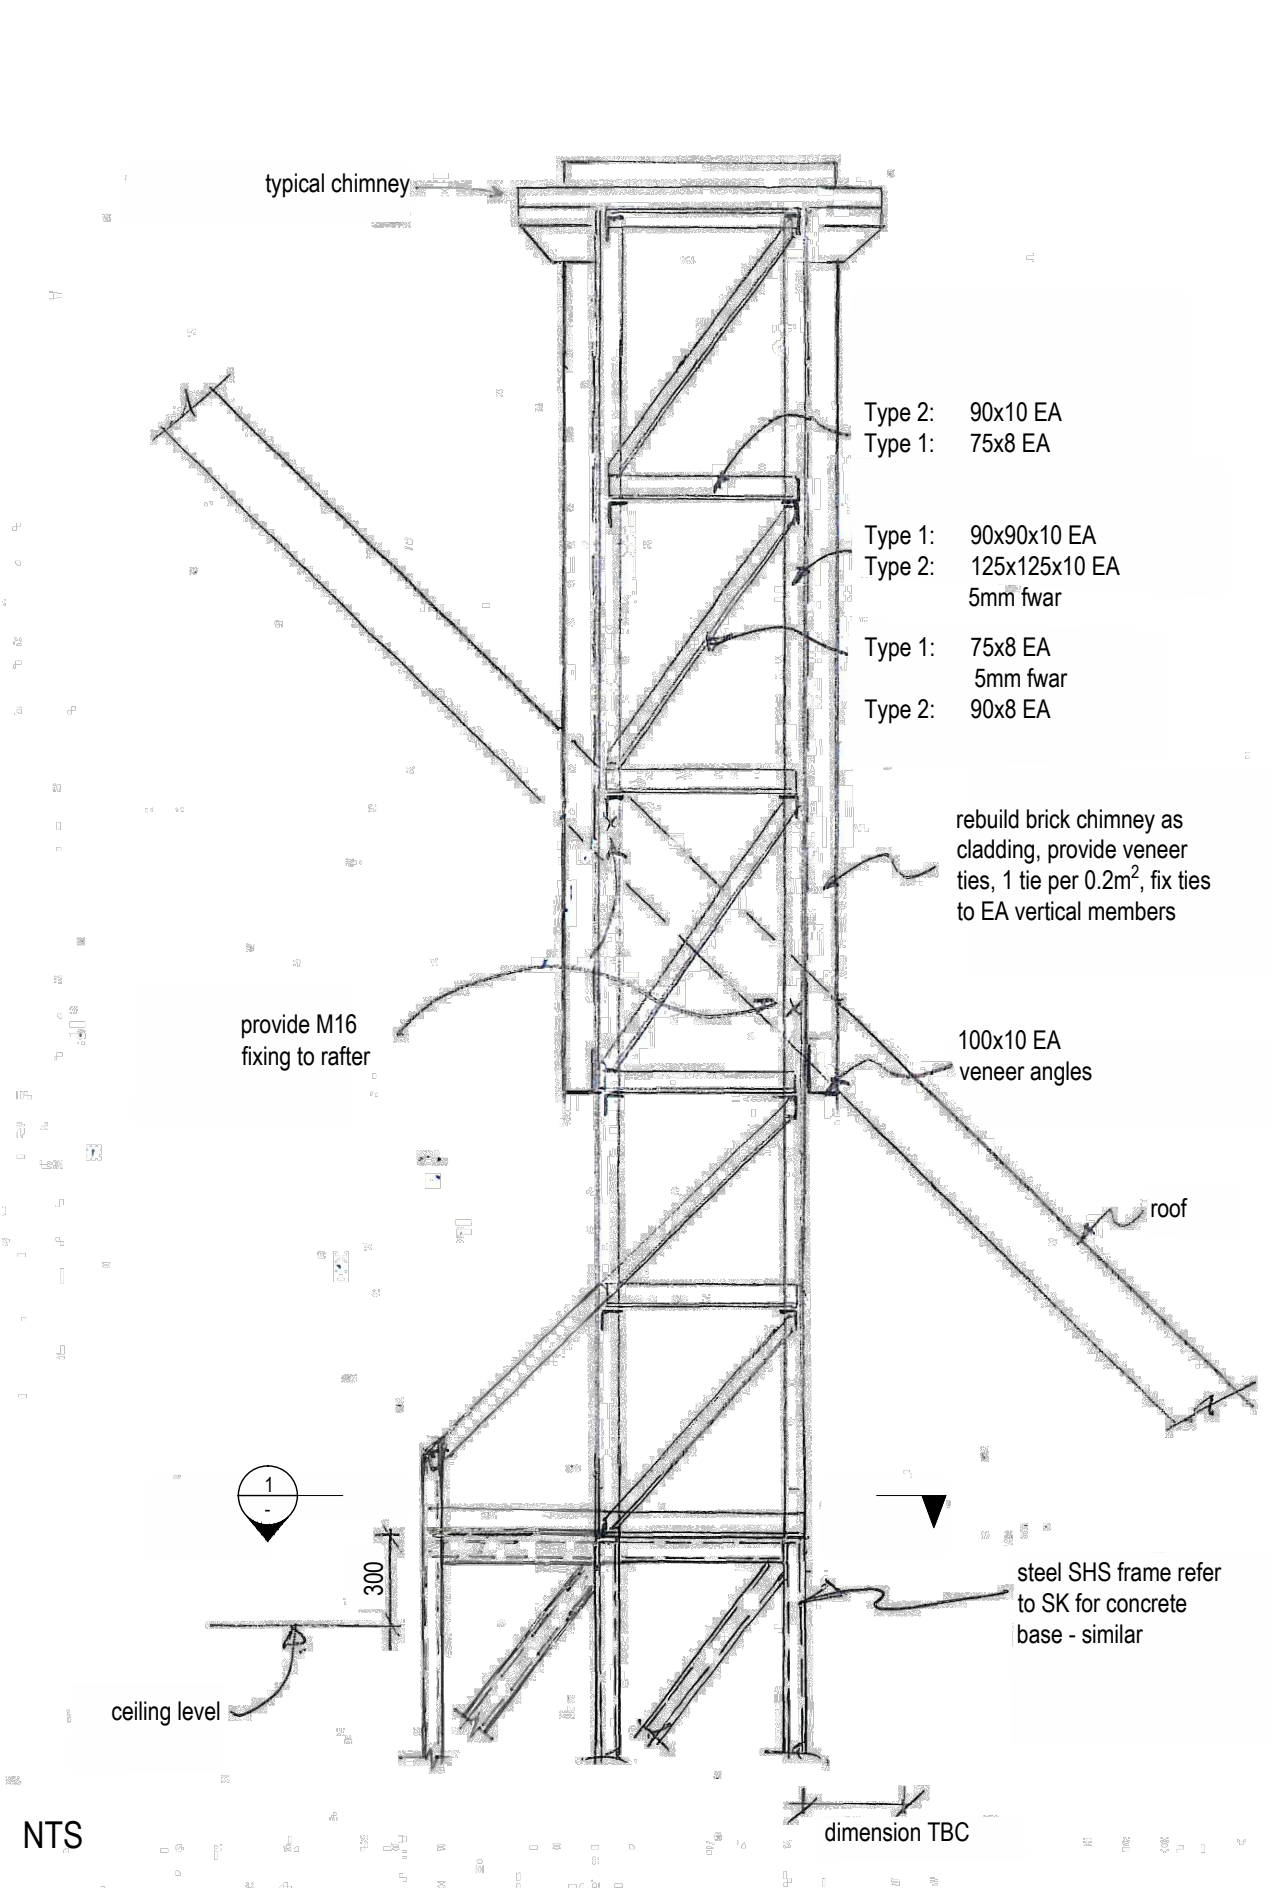 typical chimney
Type 2: 90x10 EA
Type 1: 75x8 EA
Type 1: 90x90x10 EA
Type 2: 125x125x10 EA
5mm fwar
Type 1: 75x8 EA
5mm fwar
Type 2: 90x8 EA
rebuild brick chimney as
cladding, provide veneer
ties, 1 tie per 0.2m², fix ties
to EA vertical members
provide M16
fixing to rafter
100x10 EA
veneer angles
roof
1
-
300
steel SHS frame refer
to SK for concrete
base - similar
ceiling level
NTS
dimension TBC